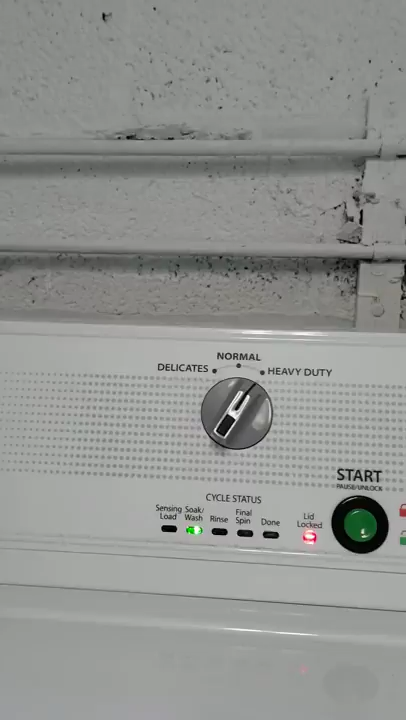 NORMAL
DELICATES
HEAVY DUTY
START
PAUSE/UNLOCK
CYCLE STATUS
Sensing
Load
Soak/
Wash
Rinse
Final
Spin
Done
Lid
Locked